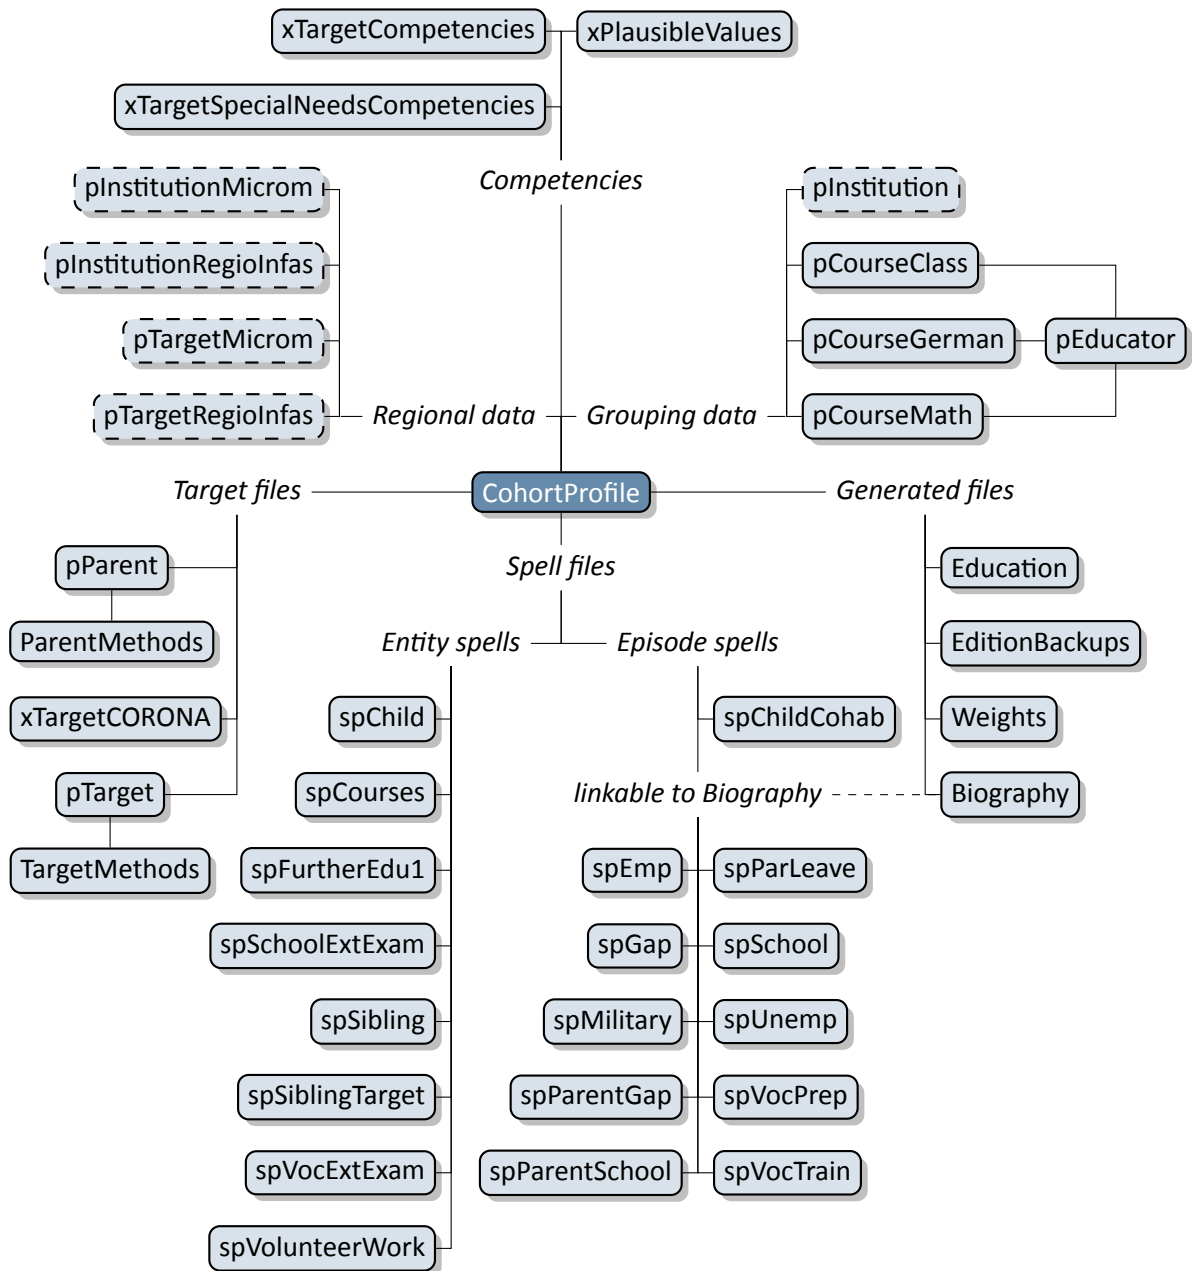 xTargetCompetencies
xPlausibleValues
xTargetSpecialNeedsCompetencies
Competencies
pInstitutionMicrom
pInstitution
pInstitutionRegioInfas
pCourseClass
pTargetMicrom
pCourseGerman
pEducator
pTargetRegioInfas
Regional data
Grouping data
pCourseMath
Target files
CohortProfile
Generated files
pParent
Spell files
Education
ParentMethods
Entity spells
Episode spells
EditionBackups
xTargetCORONA
spChild
spChildCohab
Weights
pTarget
spCourses
linkable to Biography
Biography
TargetMethods
spFurtherEdu1
spEmp
spParLeave
spSchoolExtExam
spGap
spSchool
spSibling
spMilitary
spUnemp
spSiblingTarget
spParentGap
spVocPrep
spVocExtExam
spParentSchool
spVocTrain
spVolunteerWork